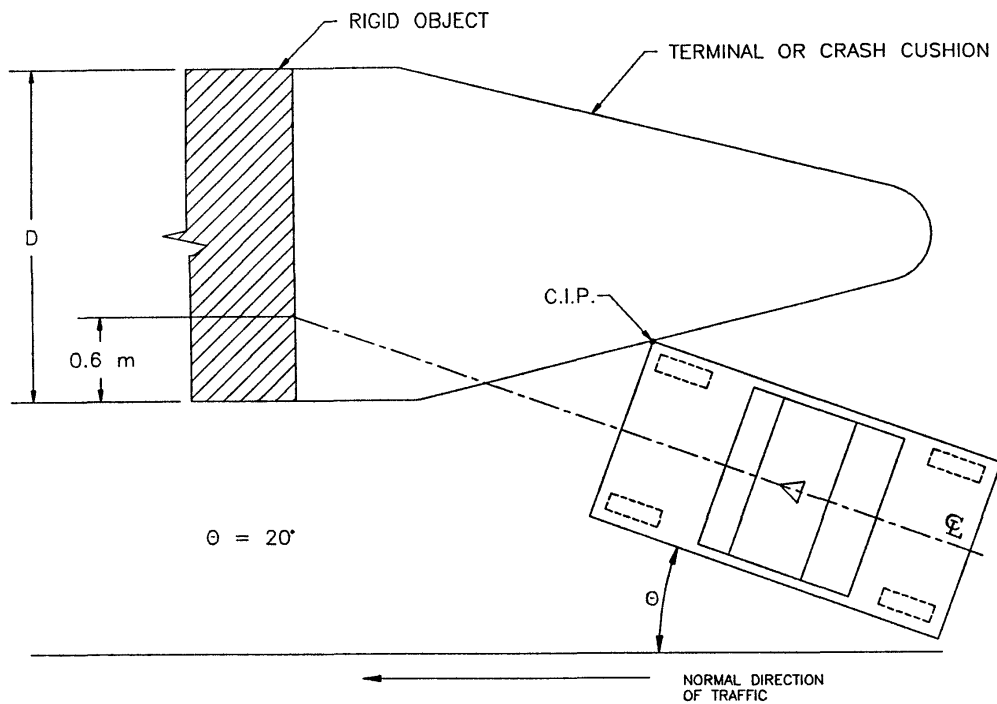 RIGID OBJECT
TERMINAL OR CRASH CUSHION
D
C.I.P.
0.6 m
℄
Θ = 20°
Θ
NORMAL DIRECTION
OF TRAFFIC